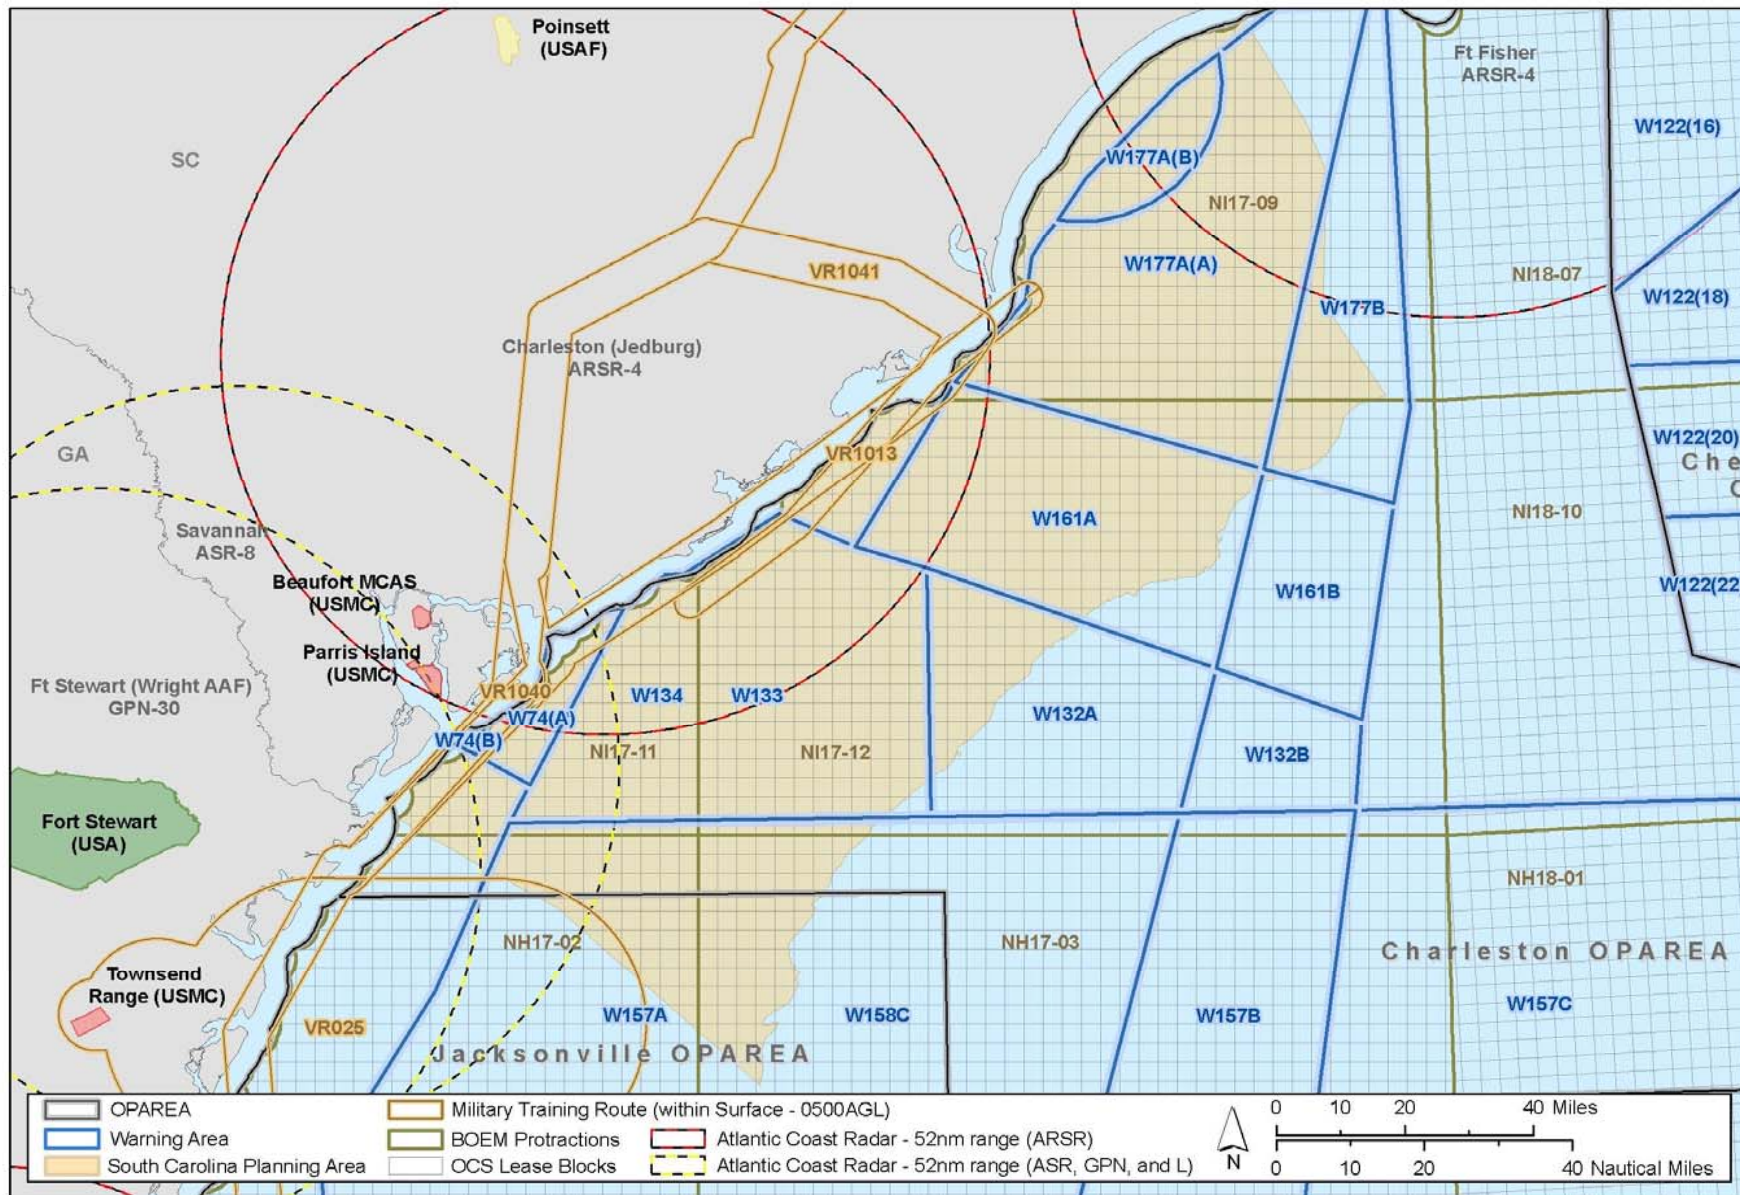 Poinsett
(USAF)
Ft Fisher
ARSR-4
W122(16)
SC
W177A(B)
NI17-09
W177A(A)
VR1041
NI18-07
W122(18)
W177B
Charleston (Jedburg)
ARSR-4
W122(20)
GA
VR1013
Che
W161A
NI18-10
Savannah
ASR-8
Beaufort MCAS
(USMC)
W161B
W122(22
Parris Island
(USMC)
Ft Stewart (Wright AAF)
GPN-30
VR1040
W134
W133
W74(A)
W132A
W74(B)
NI17-11
NI17-12
W132B
Fort Stewart
(USA)
NH18-01
NH17-02
NH17-03
Charleston OPAREA
Townsend
Range (USMC)
W157A
W158C
W157B
W157C
VR025
Jacksonville OPAREA
OPAREA
Warning Area
South Carolina Planning Area
Military Training Route (within Surface - 0500AGL)
BOEM Protractions
OCS Lease Blocks
Atlantic Coast Radar - 52nm range (ARSR)
Atlantic Coast Radar - 52nm range (ASR, GPN, and L)
N
0 10 20 40 Miles
0 10 20 40 Nautical Miles